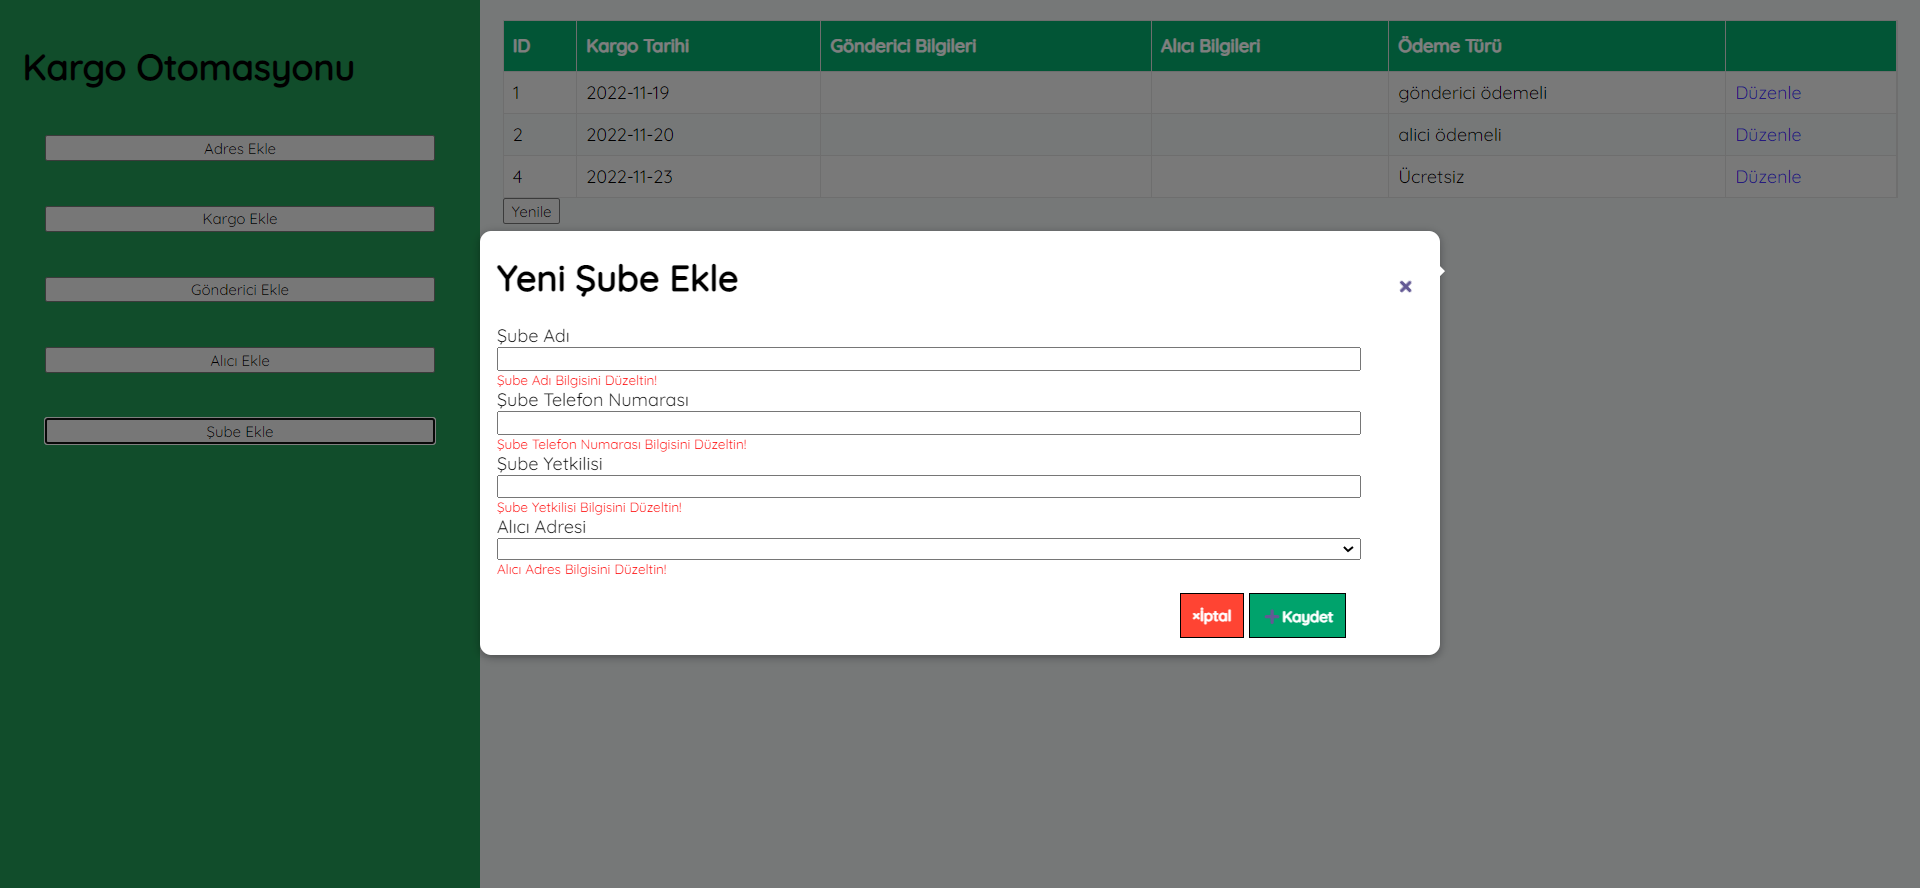 Kargo Otomasyonu
Adres Ekle
Kargo Ekle
Gönderici Ekle
Alıcı Ekle
Şube Ekle
ID Kargo Tarihi Gönderici Bilgileri Alıcı Bilgileri Ödeme Türü
1 2022-11-19 gönderici ödemeli Düzenle
2 2022-11-20 alici ödemeli Düzenle
4 2022-11-23 Ücretsiz Düzenle
Yenile
Yeni Şube Ekle
×
Şube Adı
Şube Adı Bilgisini Düzeltin!
Şube Telefon Numarası
Şube Telefon Numarası Bilgisini Düzeltin!
Şube Yetkilisi
Şube Yetkilisi Bilgisini Düzeltin!
Alıcı Adresi
Alıcı Adres Bilgisini Düzeltin!
×İptal
➕Kaydet